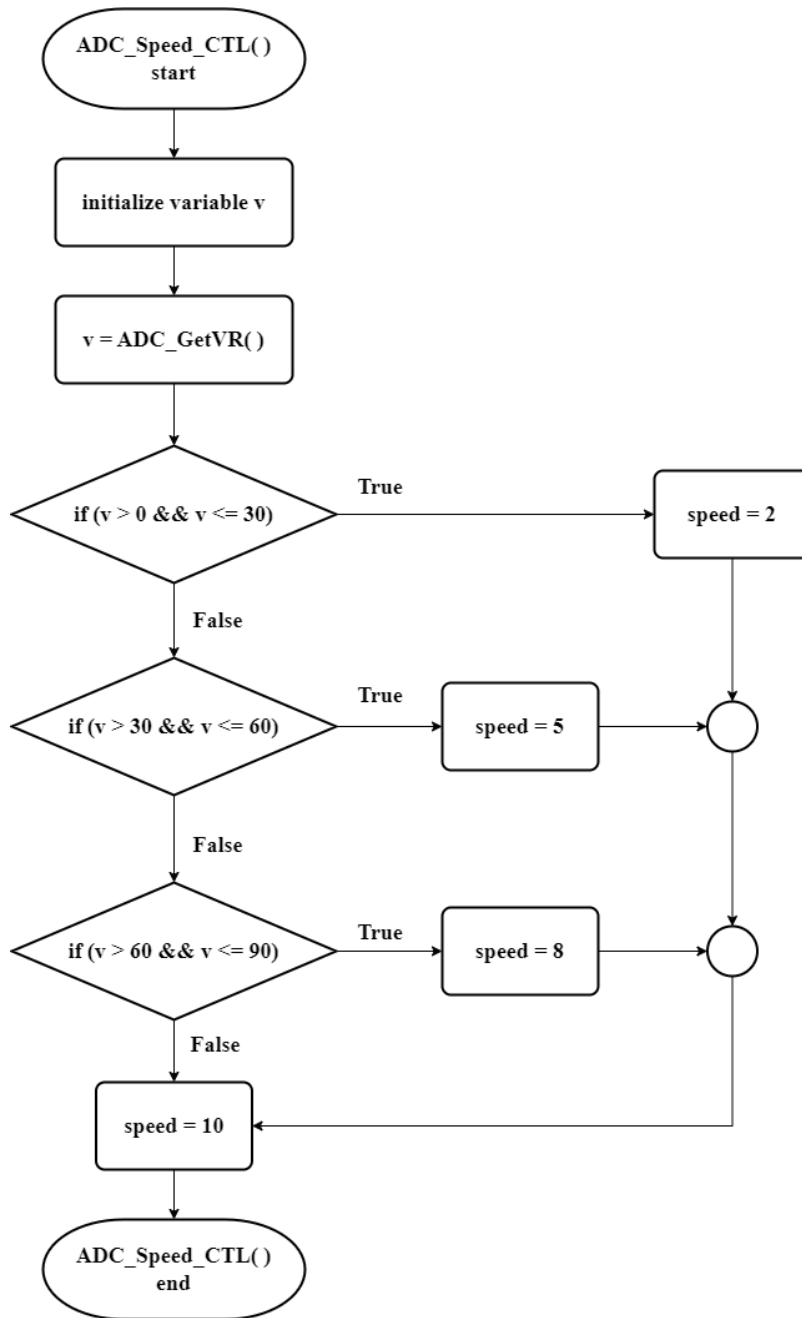 ADC_Speed_CTL( )
start
initialize variable v
v = ADC_GetVR( )
if (v > 0 && v <= 30)
True
speed = 2
False
if (v > 30 && v <= 60)
True
speed = 5
False
if (v > 60 && v <= 90)
True
speed = 8
False
speed = 10
ADC_Speed_CTL( )
end